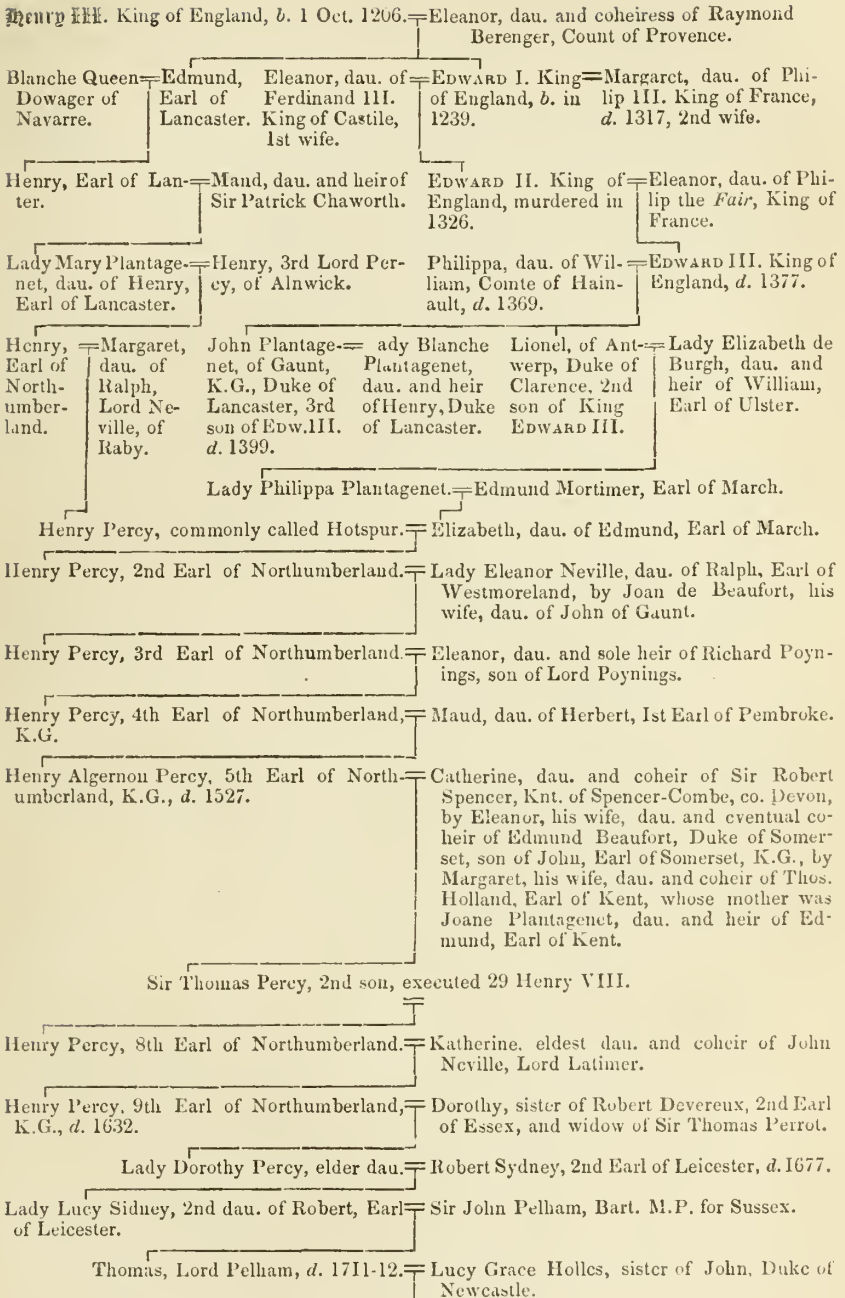 Henry III. King of England, b. 1 Oct. 1206.=Eleanor, dau. and coheiress of Raymond
Berenger, Count of Provence.
Blanche Queen=Edmund,
Dowager of Earl of
Navarre. Lancaster.
Eleanor, dau. of=EDWARD I. King=Margaret, dau. of Phi-
Ferdinand III. of England, b. in lip III. King of France,
King of Castile, 1239. d. 1317, 2nd wife.
1st wife.
Henry, Earl of Lan-=Maud, dau. and heir of
ter. Sir Patrick Chaworth.
EDWARD II. King of=Eleanor, dau. of Phi-
England, murdered in lip the Fair, King of
1326. France.
Lady Mary Plantage-=Henry, 3rd Lord Per-
net, dau. of Henry, cy, of Alnwick.
Earl of Lancaster.
Philippa, dau. of Wil-=EDWARD III. King of
liam, Comte of Hain- England, d. 1377.
ault, d. 1369.
Henry, =Margaret,
Earl of dau. of
North- Ralph,
umber- Lord Ne-
land. ville, of
Raby.
John Plantage-= ady Blanche
net, of Gaunt, Plantagenet,
K.G., Duke of dau. and heir
Lancaster, 3rd of Henry, Duke
son of EDW. III. of Lancaster.
d. 1399.
Lionel, of Ant-=Lady Elizabeth de
werp, Duke of Burgh, dau. and
Clarence, 2nd heir of William,
son of King Earl of Ulster.
EDWARD III.
Lady Philippa Plantagenet.=Edmund Mortimer, Earl of March.
Henry Percy, commonly called Hotspur.=Elizabeth, dau. of Edmund, Earl of March.
Henry Percy, 2nd Earl of Northumberland.=Lady Eleanor Neville, dau. of Ralph, Earl of
Westmoreland, by Joan de Beaufort, his
wife, dau. of John of Gaunt.
Henry Percy, 3rd Earl of Northumberland.=Eleanor, dau. and sole heir of Richard Poyn-
ings, son of Lord Poynings.
Henry Percy, 4th Earl of Northumberland,=Maud, dau. of Herbert, 1st Earl of Pembroke.
K.G.
Henry Algernon Percy, 5th Earl of North-=Catherine, dau. and coheir of Sir Robert
umberland, K.G., d. 1527. Spencer, Knt. of Spencer-Combe, co. Devon,
by Eleanor, his wife, dau. and eventual co-
heir of Edmund Beaufort, Duke of Somer-
set, son of John, Earl of Somerset, K.G., by
Margaret, his wife, dau. and coheir of Thos.
Holland, Earl of Kent, whose mother was
Joane Plantagenet, dau. and heir of Ed-
mund, Earl of Kent.
Sir Thomas Percy, 2nd son, executed 29 Henry VIII.
=
Henry Percy, 8th Earl of Northumberland.=Katherine, eldest dau. and coheir of John
Neville, Lord Latimer.
Henry Percy, 9th Earl of Northumberland,=Dorothy, sister of Robert Devereux, 2nd Earl
K.G., d. 1632. of Essex, and widow of Sir Thomas Perrot.
Lady Dorothy Percy, elder dau.=Robert Sydney, 2nd Earl of Leicester, d. 1677.
Lady Lucy Sidney, 2nd dau. of Robert, Earl=Sir John Pelham, Bart. M.P. for Sussex.
of Leicester.
Thomas, Lord Pelham, d. 1711-12.=Lucy Grace Holles, sister of John, Duke of
Newcastle.